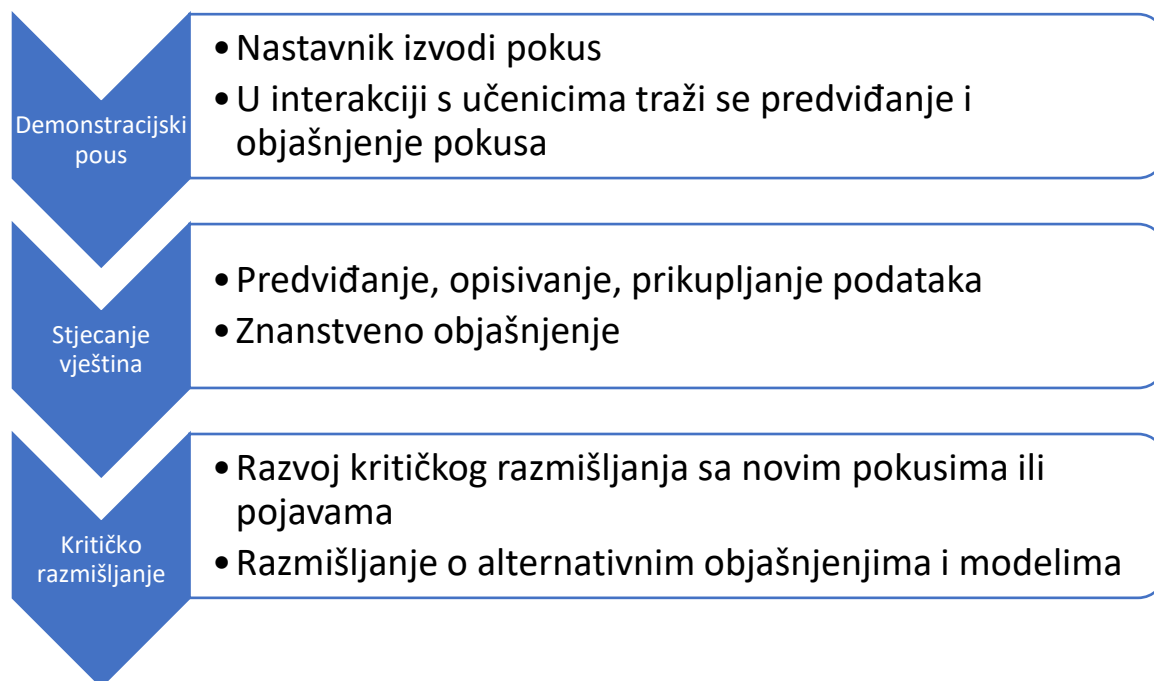 Demonstracijski
pous
• Nastavnik izvodi pokus
• U interakciji s učenicima traži se predviđanje i
objašnjenje pokusa
Stjecanje
vještina
• Predviđanje, opisivanje, prikupljanje podataka
• Znanstveno objašnjenje
Kritičko
razmišljanje
• Razvoj kritičkog razmišljanja sa novim pokusima ili
pojavama
• Razmišljanje o alternativnim objašnjenjima i modelima